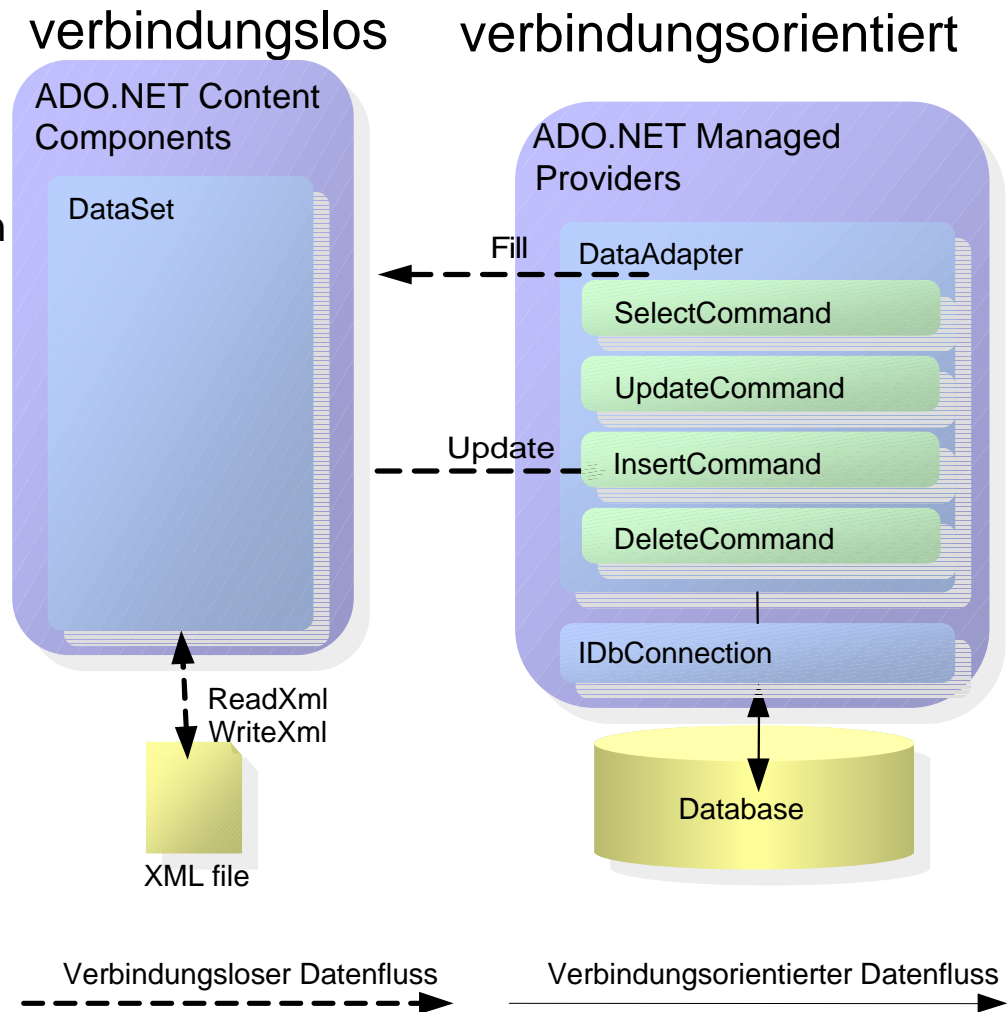 verbindungslos
verbindungsorientiert
ADO.NET Content
Components
DataSet
n
ADO.NET Managed
Providers
Fill
DataAdapter
SelectCommand
UpdateCommand
Update
InsertCommand
DeleteCommand
IDbConnection
ReadXml
WriteXml
Database
XML file
Verbindungsloser Datenfluss
Verbindungsorientierter Datenfluss